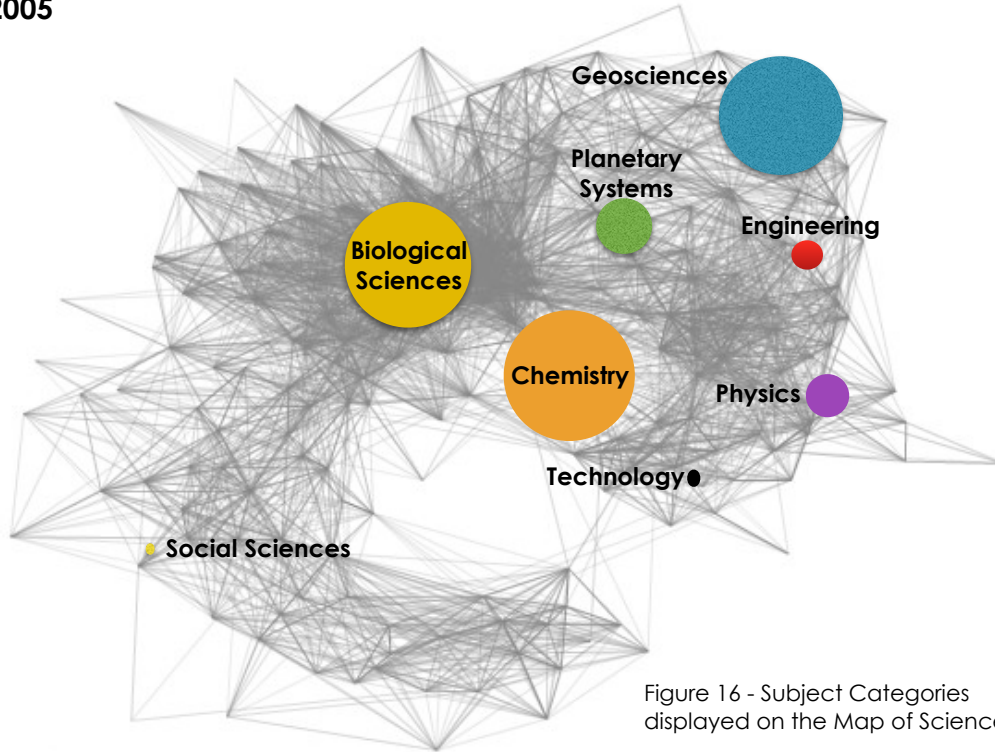 2005
Geosciences
Planetary
Systems
Engineering
Biological
Sciences
Chemistry
Physics
Technology
Social Sciences
Figure 16 - Subject Categories
displayed on the Map of Scienc